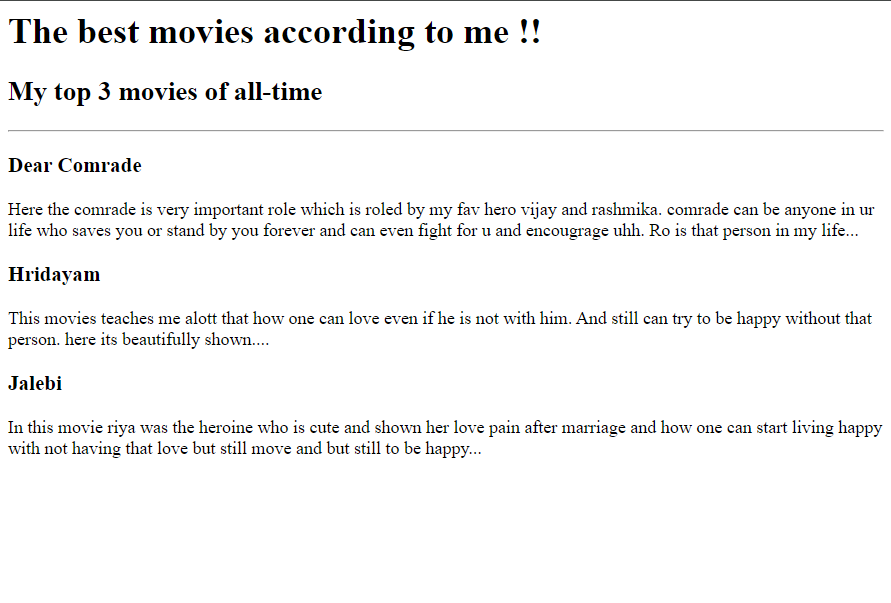 The best movies according to me !!
My top 3 movies of all-time
Dear Comrade
Here the comrade is very important role which is roled by my fav hero vijay and rashmika. comrade can be anyone in ur
life who saves you or stand by you forever and can even fight for u and encougrage uhh. Ro is that person in my life...
Hridayam
This movies teaches me alott that how one can love even if he is not with him. And still can try to be happy without that
person. here its beautifully shown....
Jalebi
In this movie riya was the heroine who is cute and shown her love pain after marriage and how one can start living happy
with not having that love but still move and but still to be happy...